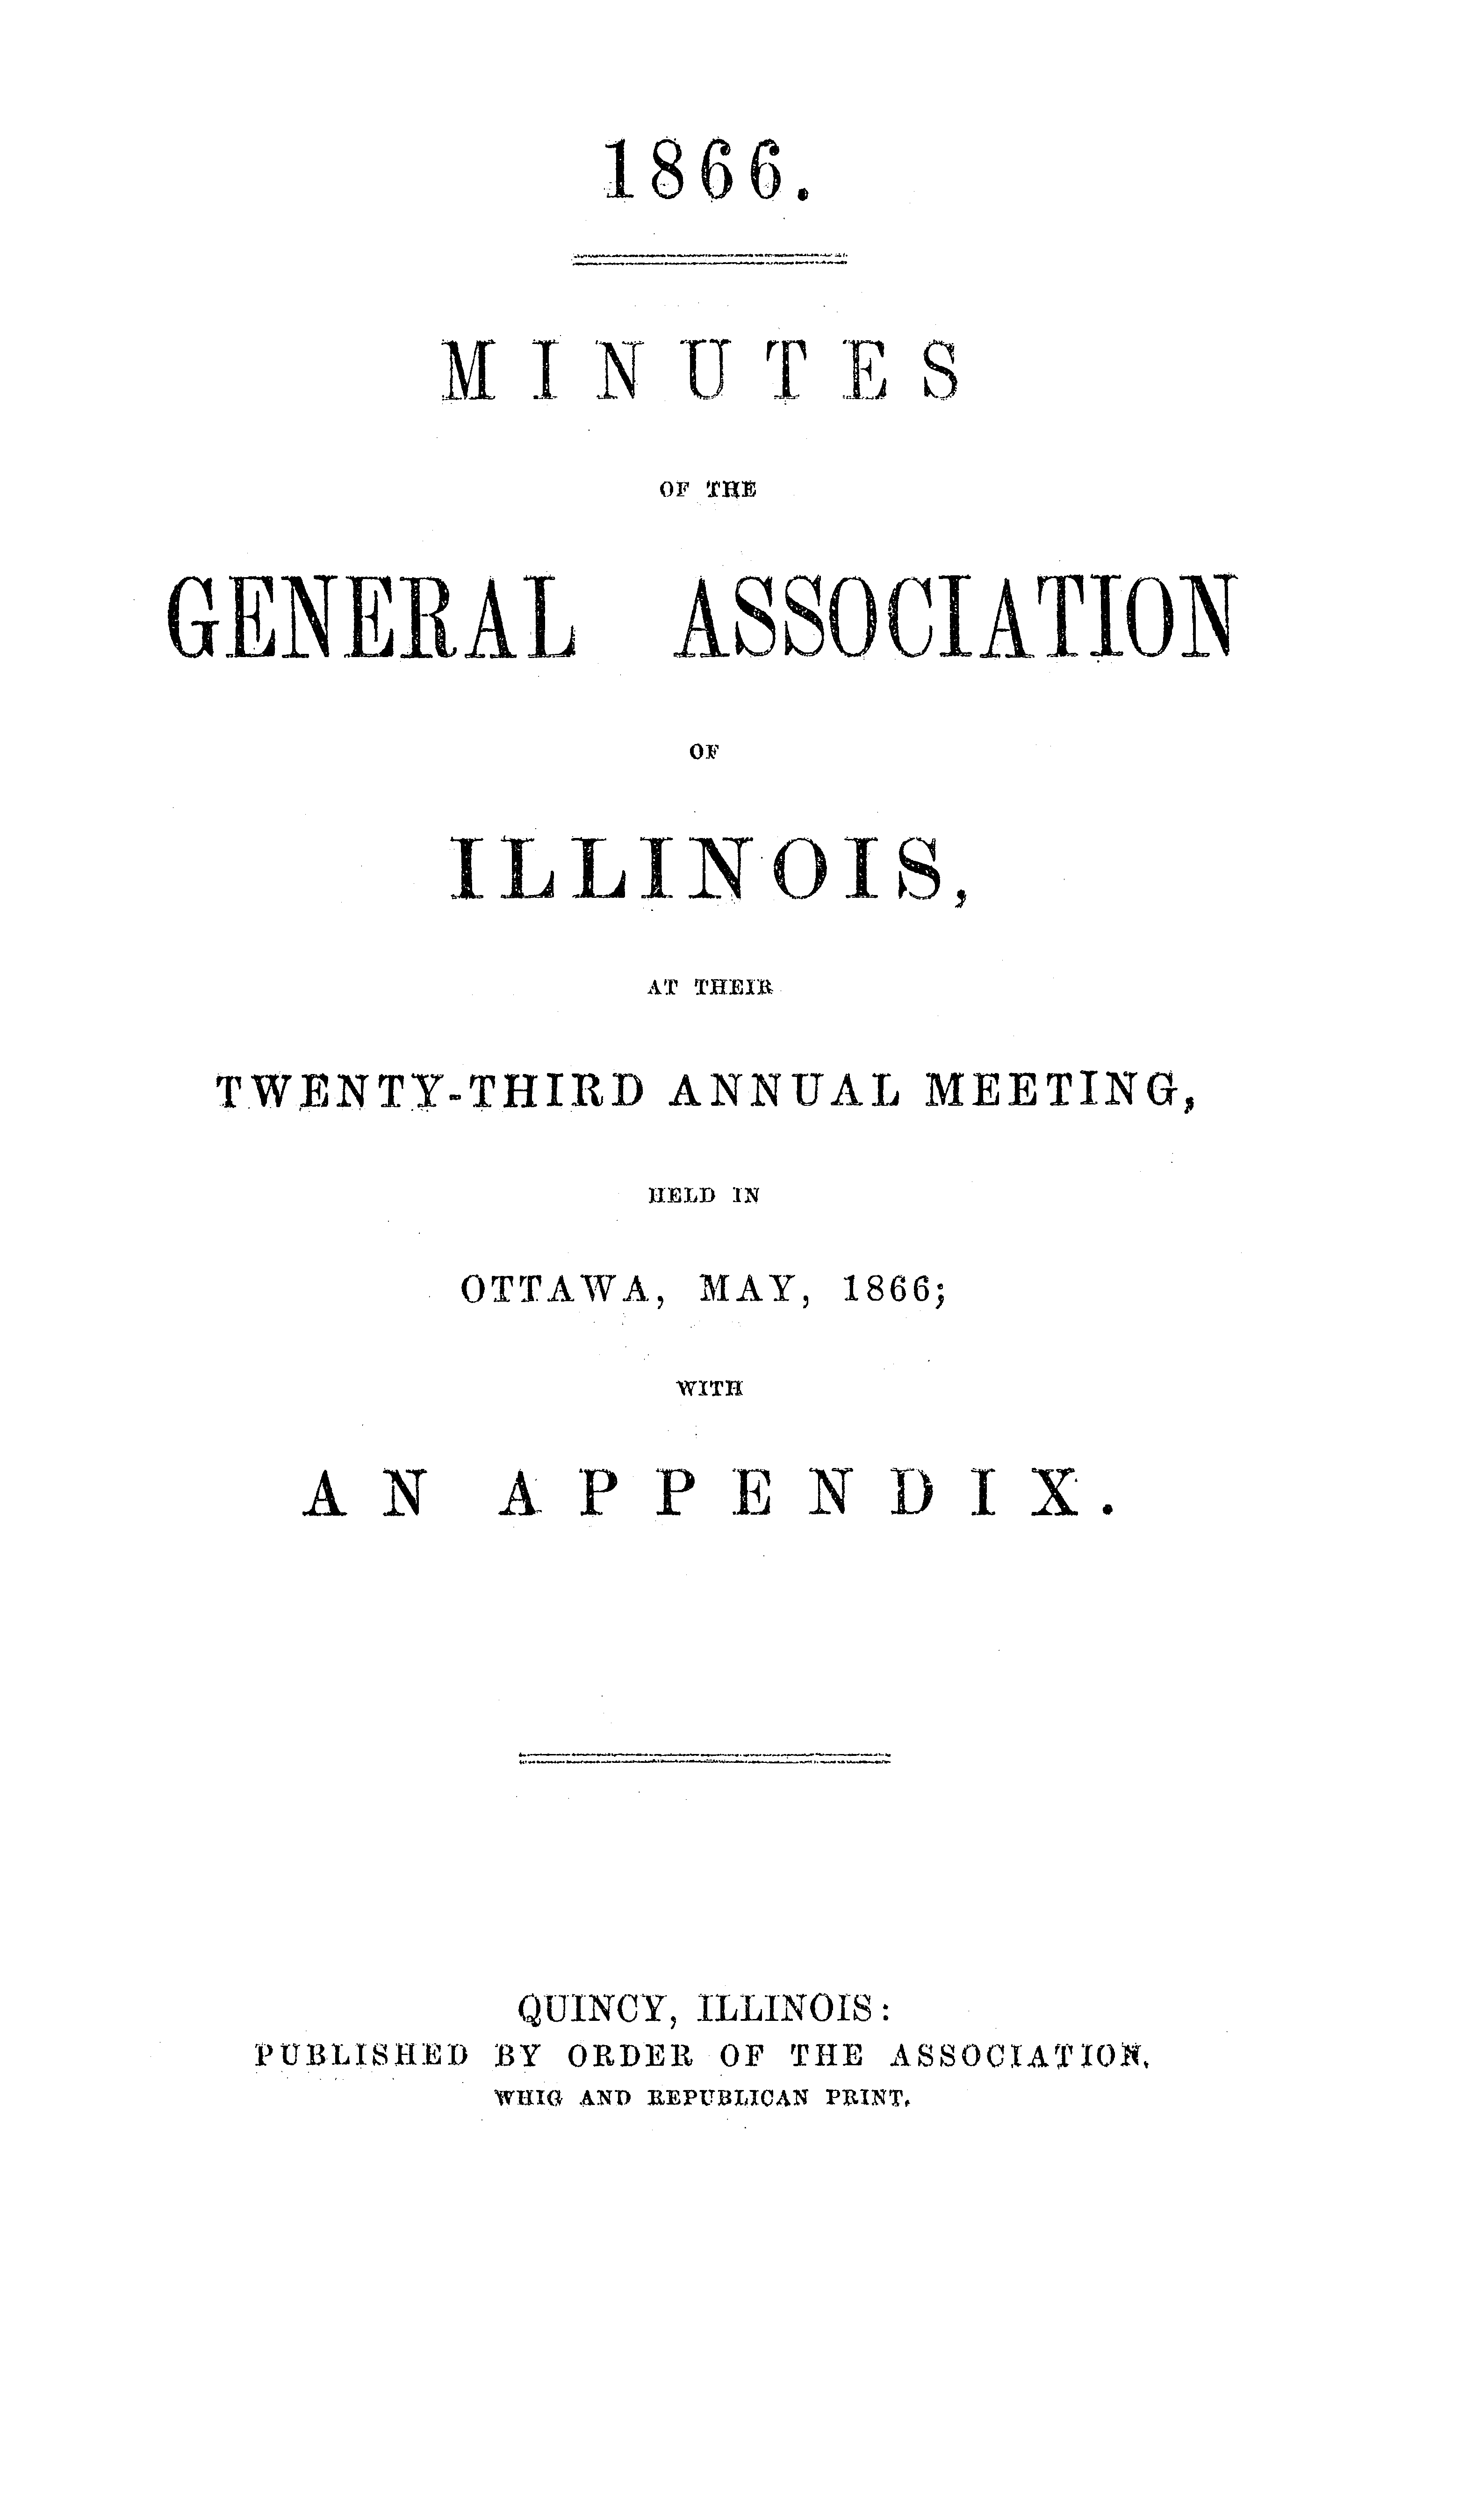 1866.
MINUTES
OF THE
GENERAL ASSOCIATION
OF
ILLINOIS,
AT THEIR
TWENTY-THIRD ANNUAL MEETING,
HELD IN
OTTAWA, MAY, 1866;
WITH
AN APPENDIX.
QUINCY, ILLINOIS:
PUBLISHED BY ORDER OF THE ASSOCIATION.
WHIG AND REPUBLICAN PRINT.